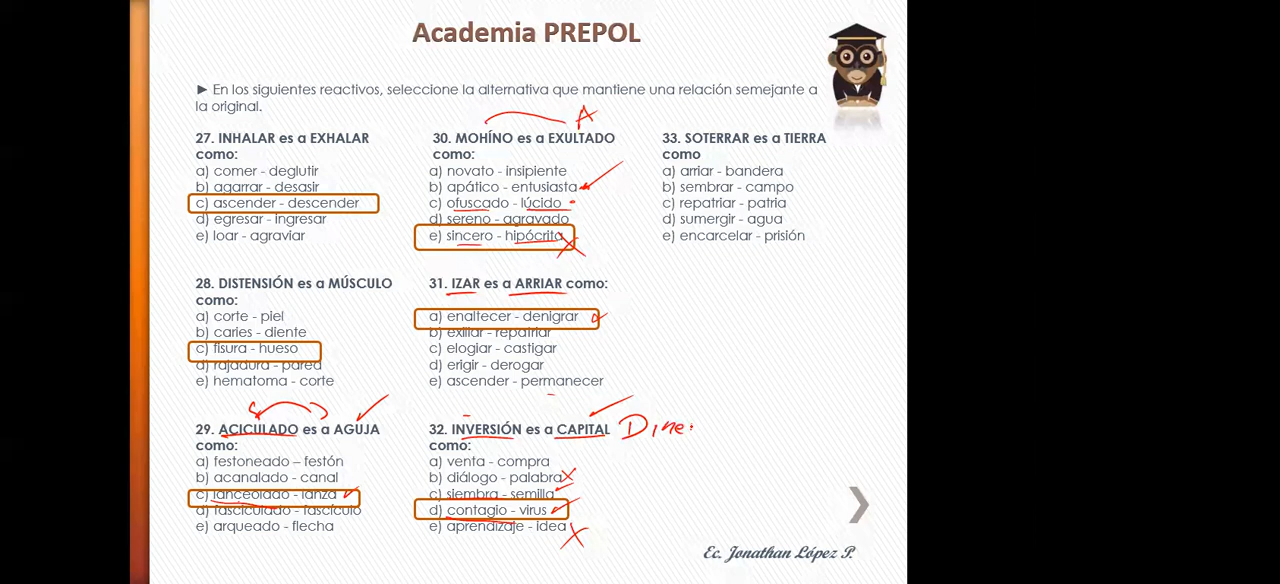 Academia PREPOL
► En los siguientes reactivos, seleccione la alternativa que mantiene una relación semejante a
la original.
27. INHALAR es a EXHALAR
como:
a) comer - deglutir
b) agarrar - desasir
c) ascender - descender
d) egresar - ingresar
e) loar - agraviar
28. DISTENSIÓN es a MÚSCULO
como:
a) corte - piel
b) caries - diente
c) fisura - hueso
d) rajadura - pared
e) hematoma - corte
29. ACICULADO es a AGUJA
como:
a) festoneado – festón
b) acanalado - canal
c) lanceolado - lanza
d) fasciculado - fascículo
e) arqueado - flecha
A
30. MOHÍNO es a EXULTADO
como:
a) novato - insipiente
b) apático - entusiasta
c) ofuscado - lúcido
d) sereno - agravado
e) sincero - hipócrita
31. IZAR es a ARRIAR como:
a) enaltecer - denigrar
b) exiliar - repatriar
c) elogiar - castigar
d) erigir - derogar
e) ascender - permanecer
32. INVERSIÓN es a CAPITAL Dine
como:
a) venta - compra
b) diálogo - palabra
c) siembra - semilla
d) contagio - virus
e) aprendizaje - idea
33. SOTERRAR es a TIERRA
como
a) arriar - bandera
b) sembrar - campo
c) repatriar - patria
d) sumergir - agua
e) encarcelar - prisión
Ec. Jonathan López P.